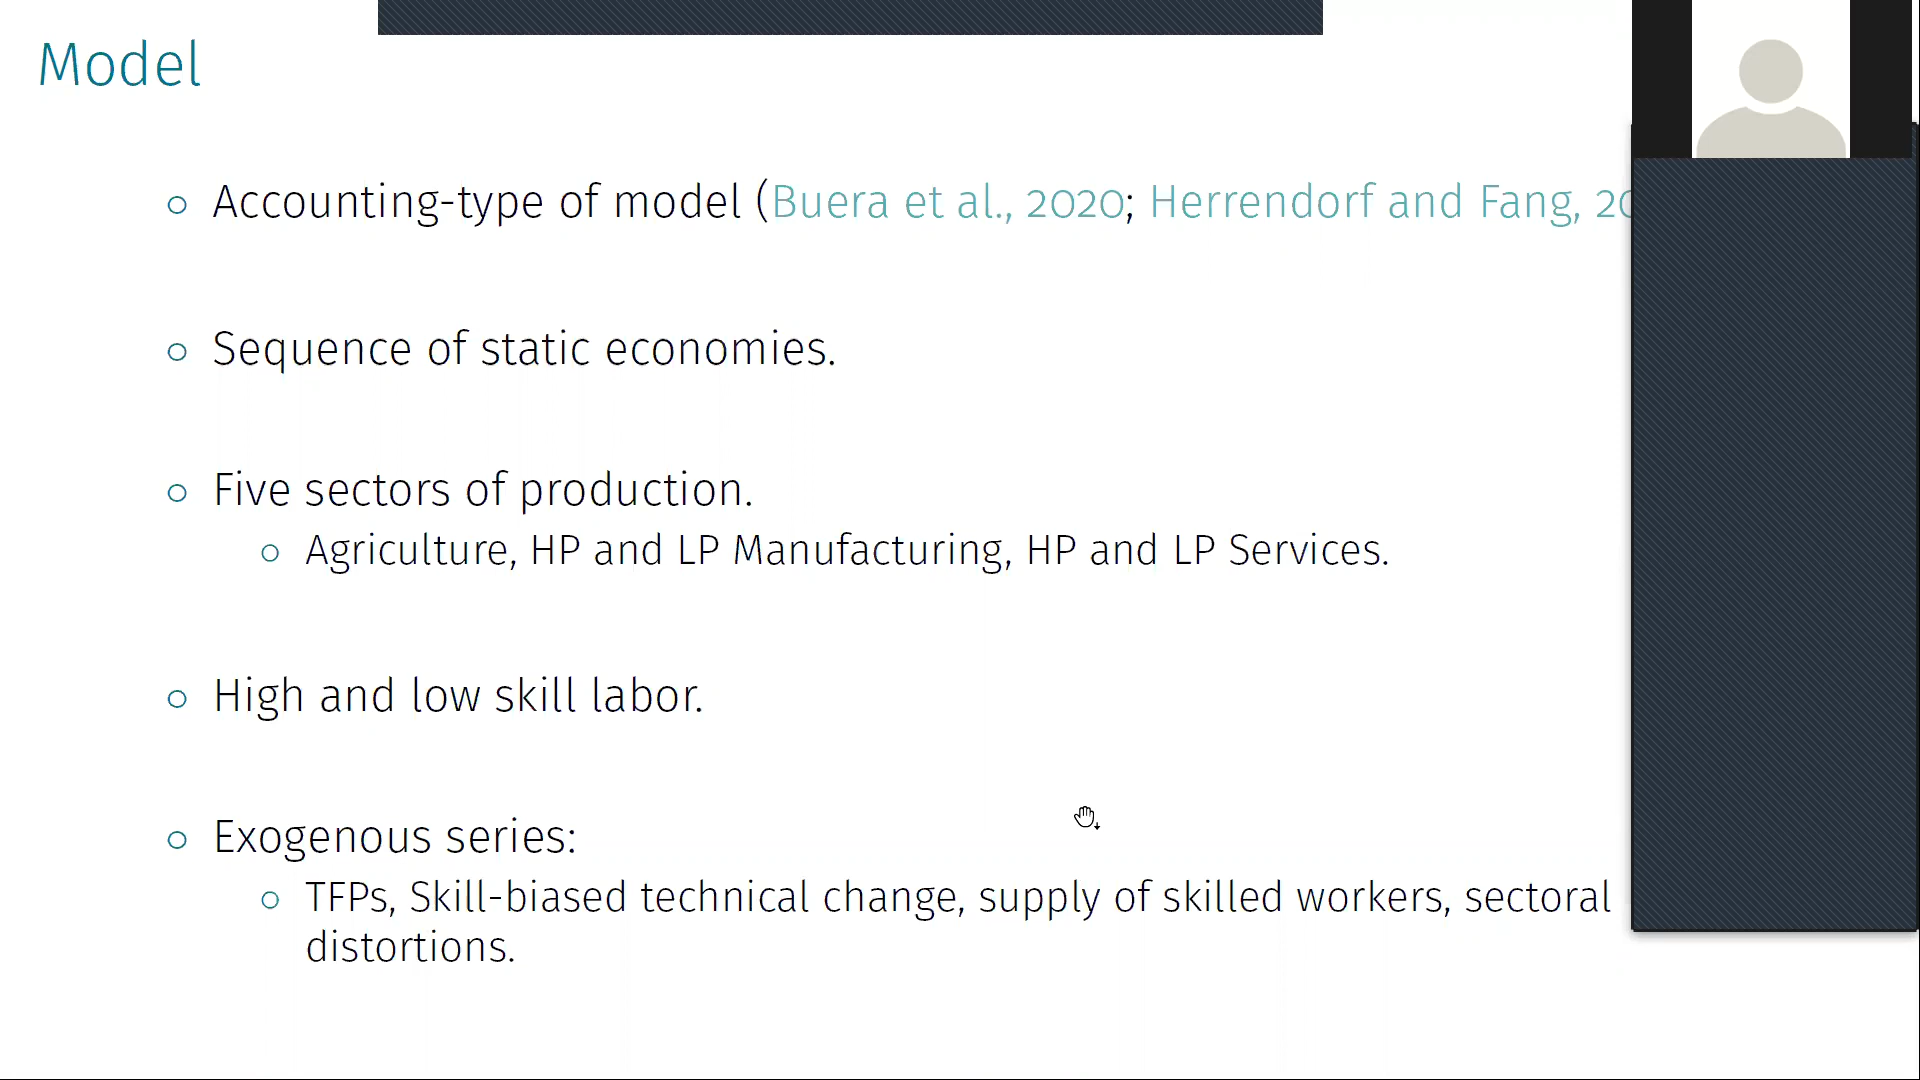 Model
Accounting-type of model (Buera et al., 2020; Herrendorf and Fang,
Sequence of static economies.
Five sectors of production.
Agriculture, HP and LP Manufacturing, HP and LP Services.
High and low skill labor.
Exogenous series:
TFPs, Skill-biased technical change, supply of skilled workers, sectoral
distortions.